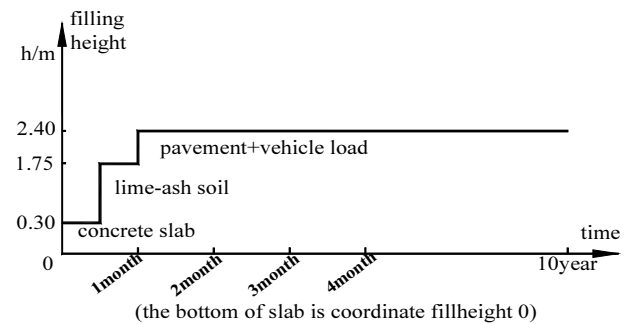 filling
height
h/m
2.40
pavement+vehicle load
1.75
lime-ash soil
0.30
concrete slab
time
0
1month
2month
3month
4month
10year
(the bottom of slab is coordinate fillheight 0)